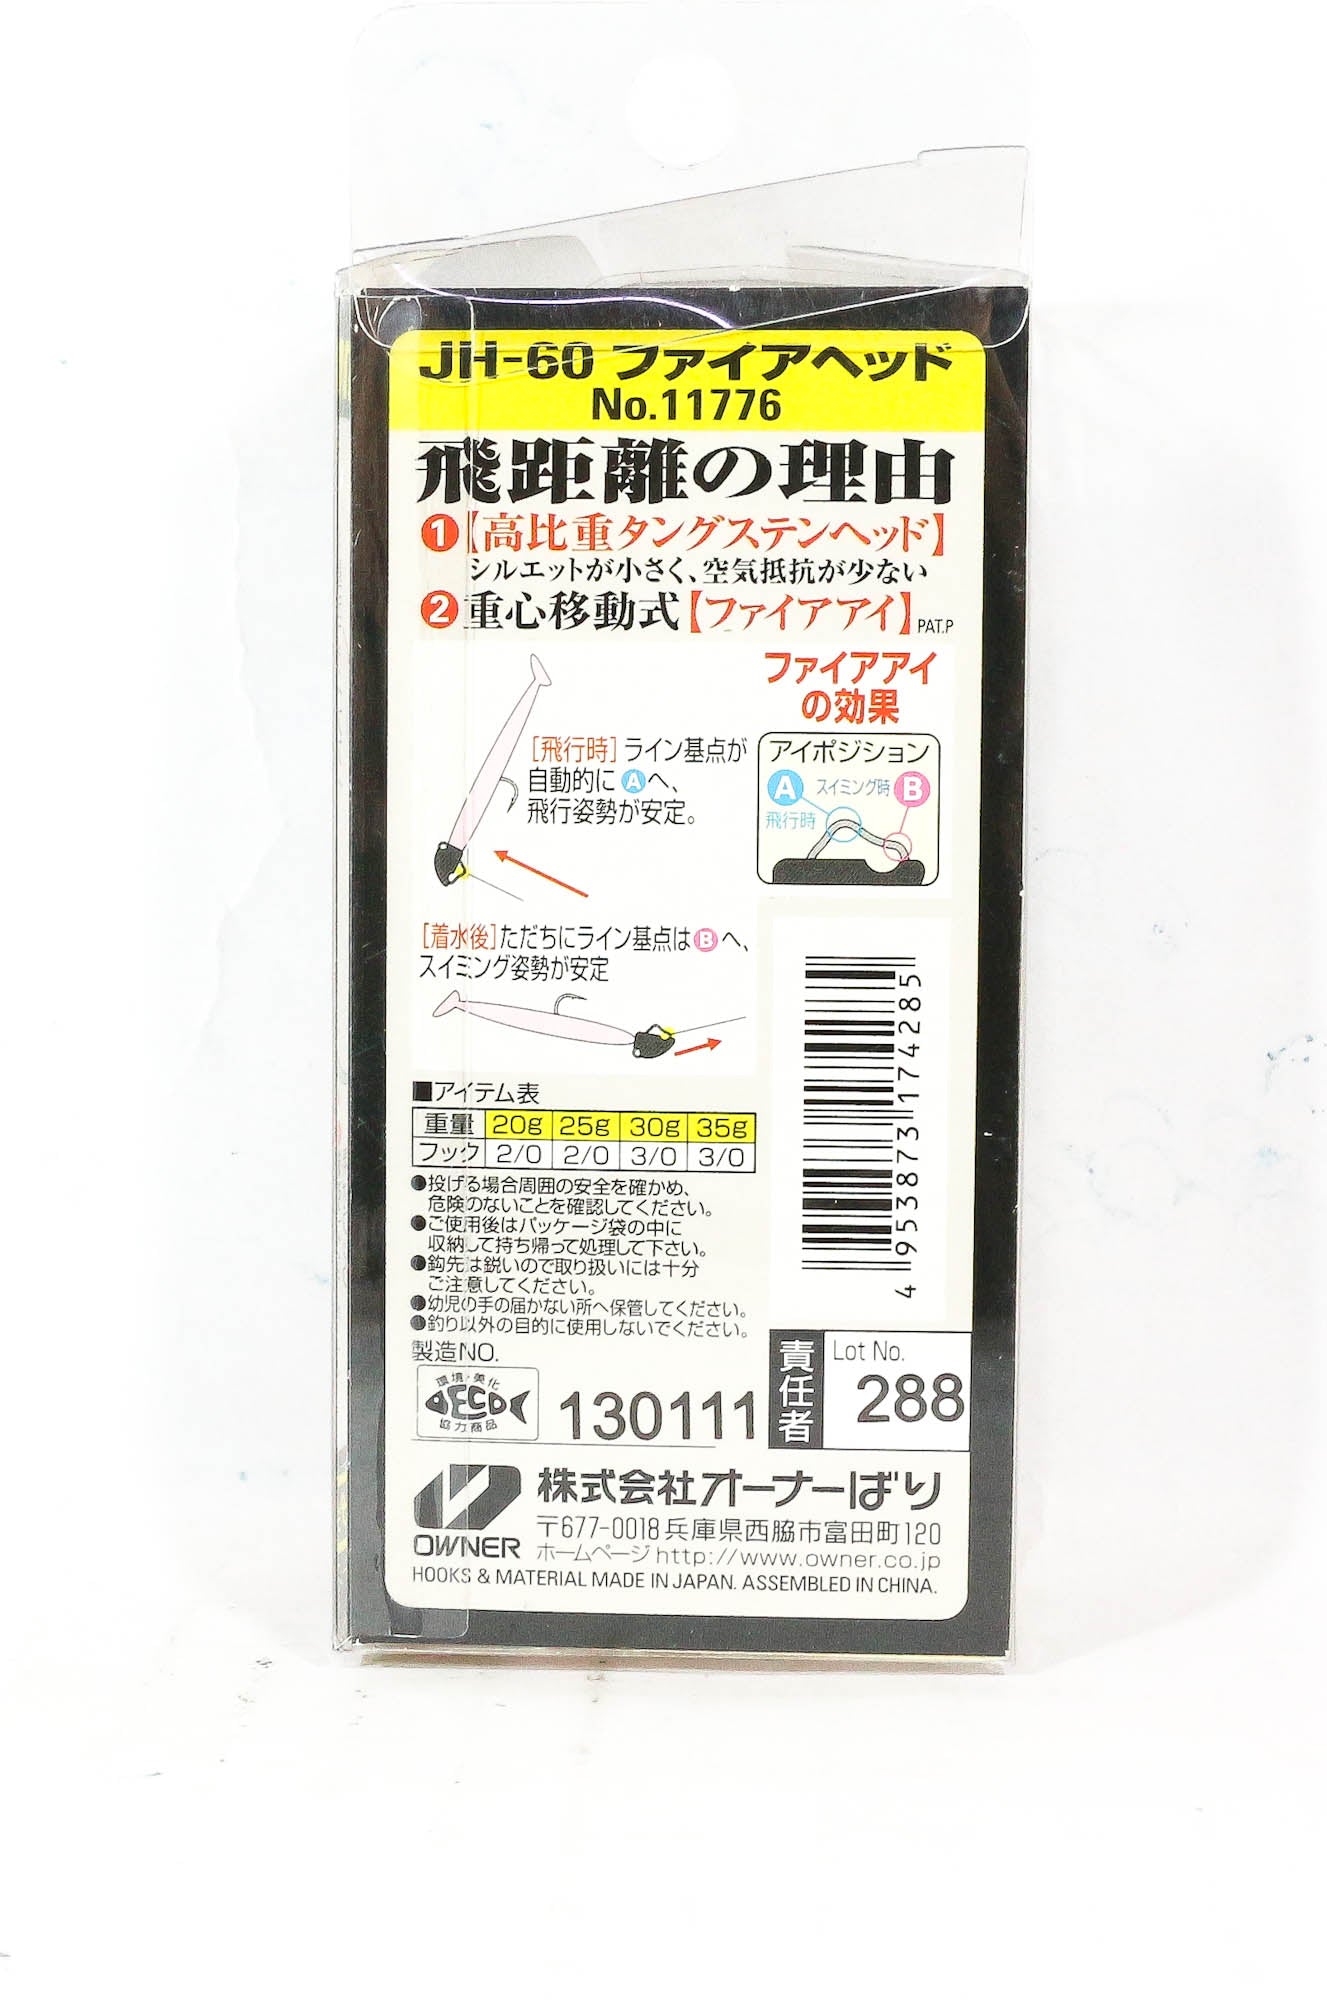 JH-60 ファイアヘッド
No.11776
飛距離の理由
❶【高比重タングステンヘッド】
シルエットが小さく、空気抵抗が少ない
❷重心移動式【ファイアアイ】PAT.P
ファイアアイ
の効果
[飛行時] ライン基点が
自動的に Ⓐ へ、
飛行姿勢が安定。
アイポジション
A スイミング時 B
飛行時
[着水後]ただちにライン基点は Ⓑ へ、
スイミング姿勢が安定
■アイテム表
重量 20g 25g 30g 35g
フック 2/0 2/0 3/0 3/0
●投げる場合周囲の安全を確かめ、
危険のないことを確認してください。
●ご使用後はパッケージ袋の中に
収納して持ち帰って処理して下さい。
●鈎先は鋭いので取り扱いには十分
ご注意してください。
●幼児の手の届かない所へ保管してください。
●釣り以外の目的に使用しないでください。
4953873174285
製造NO.
環境・美化
ECO
協力商品
130111
責任者
Lot No.
288
OWNER
株式会社オーナーばり
〒677-0018 兵庫県西脇市富田町120
ホームページ http://www.owner.co.jp
HOOKS & MATERIAL MADE IN JAPAN. ASSEMBLED IN CHINA.